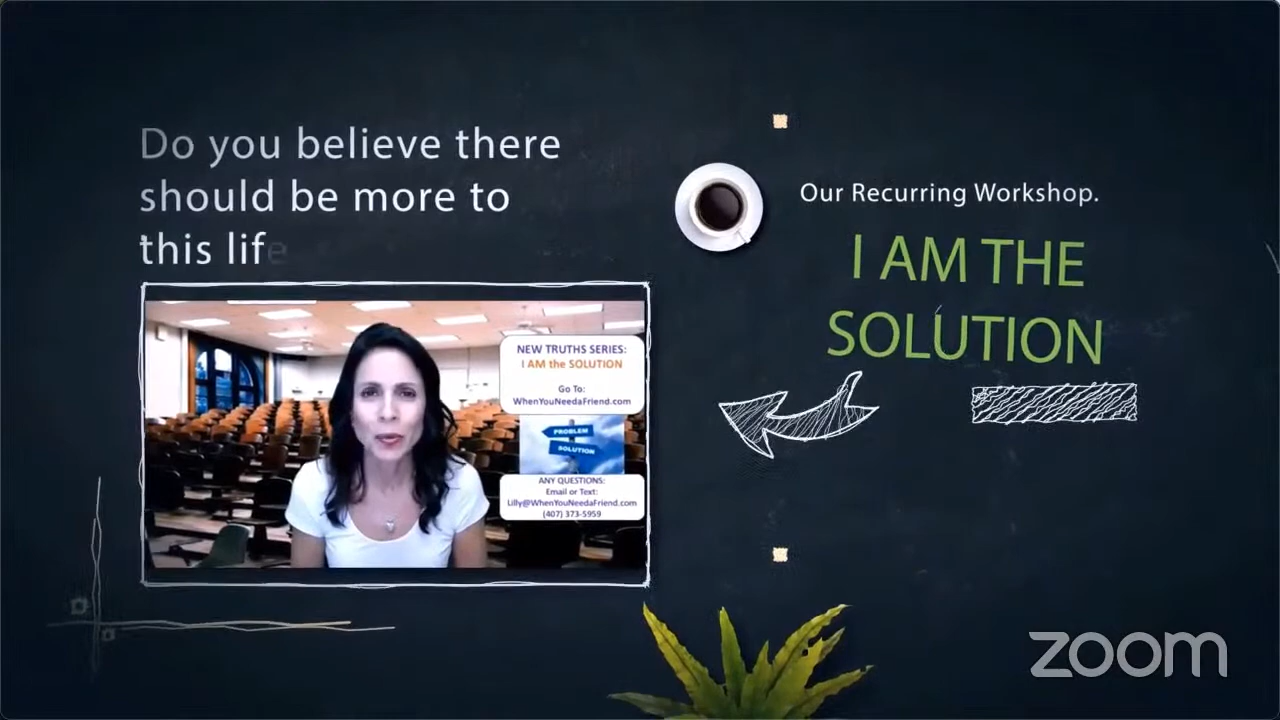 Do you believe there
should be more to
this life
Our Recurring Workshop.
I AM THE
SOLUTION
NEW TRUTHS SERIES:
I AM the SOLUTION
Go To:
WhenYouNeedaFriend.com
PROBLEM
SOLUTION
ANY QUESTIONS:
Email or Text:
Lilly@WhenYouNeedaFriend.com
(407) 373-5959
zoom